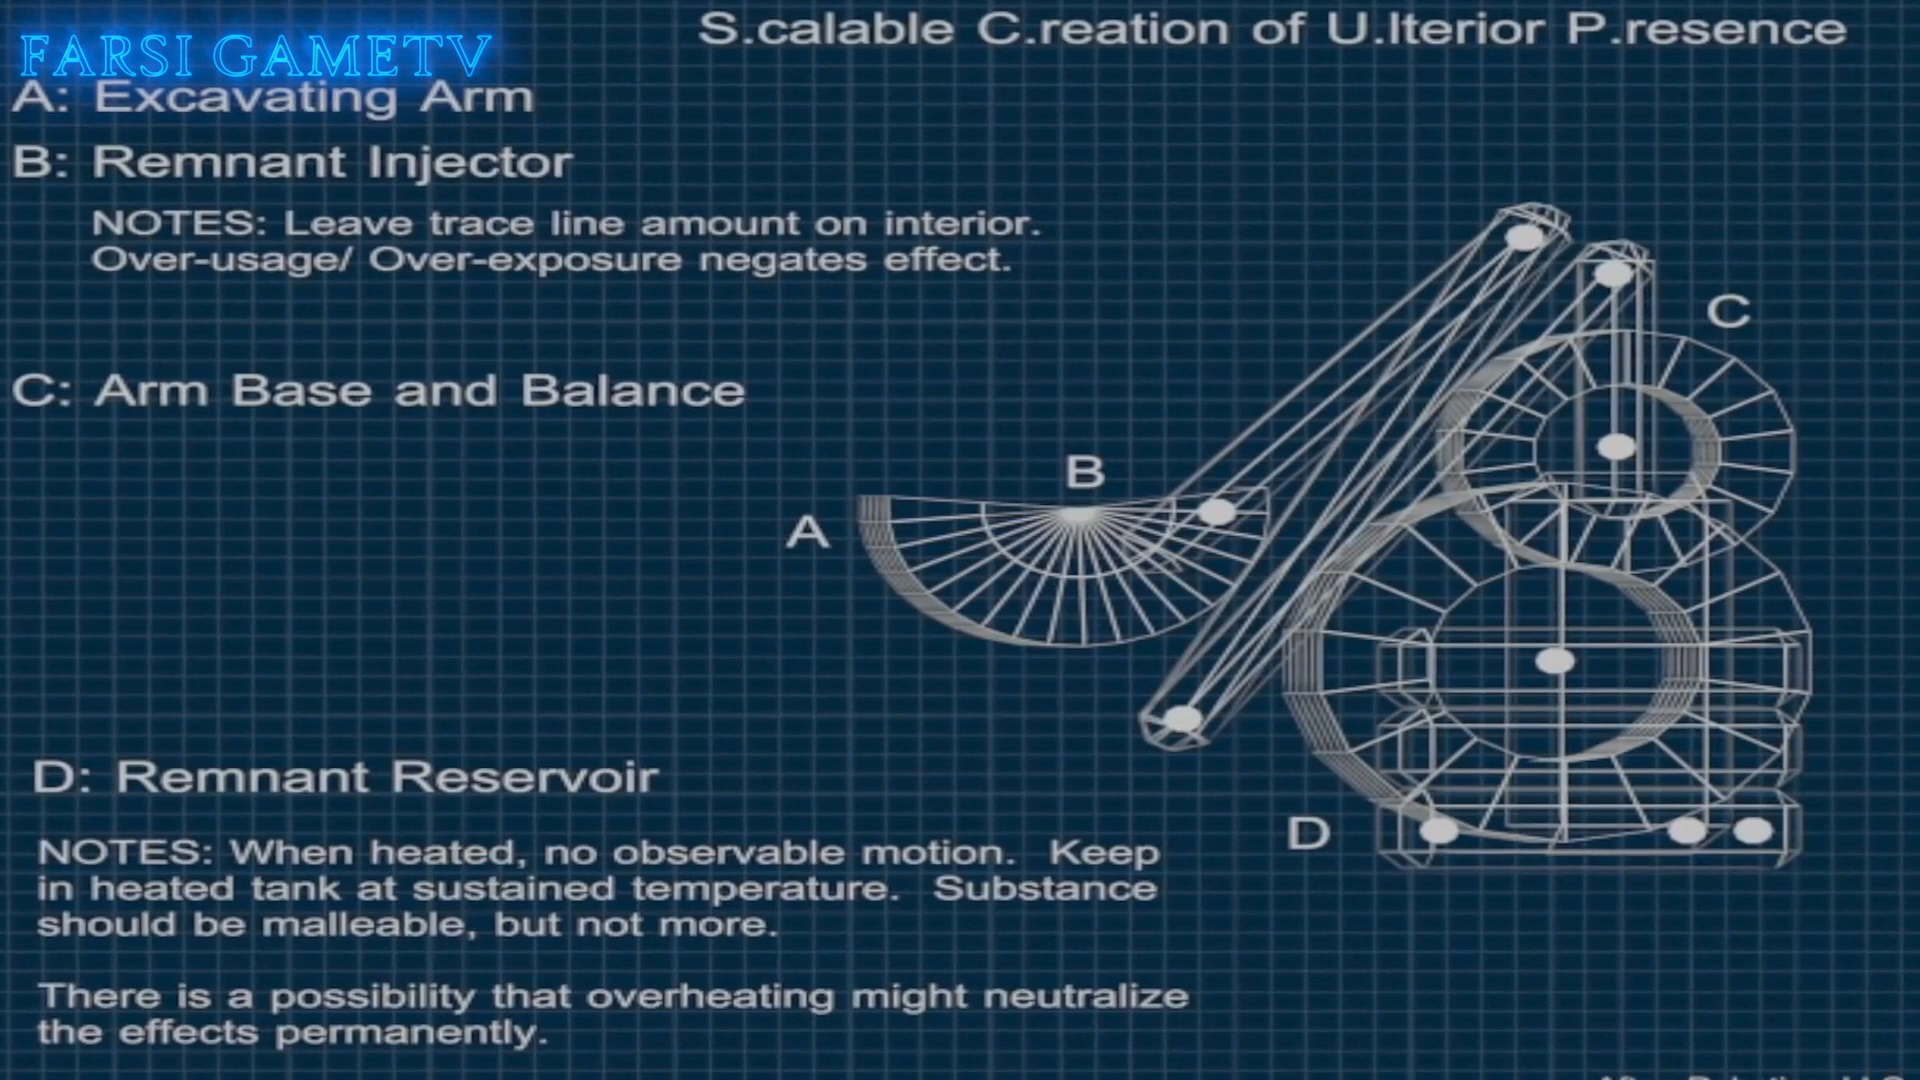 S.calable C.reation of U.lterior P.resence
FARSI GAMETV
A: Excavating Arm
B: Remnant Injector
NOTES: Leave trace line amount on interior.
Over-usage/ Over-exposure negates effect.
C
C: Arm Base and Balance
B
A
D: Remnant Reservoir
D
NOTES: When heated, no observable motion. Keep
in heated tank at sustained temperature. Substance
should be malleable, but not more.
There is a possibility that overheating might neutralize
the effects permanently.